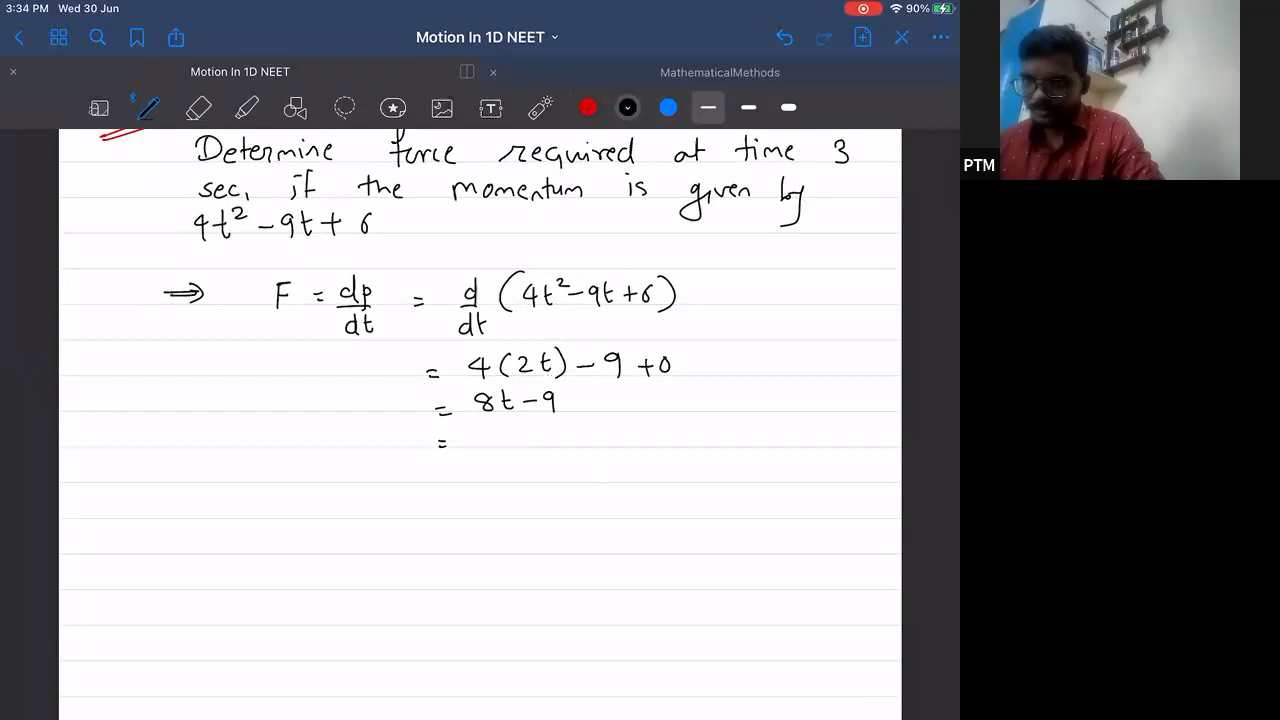 3:34 PM Wed 30 Jun
90%
Motion In 1D NEET
Motion In 1D NEET
MathematicalMethods
PTM
Determine force required at time 3
sec, if the momentum is given by
4t² - 9t + 6
⇒ F = dp/dt = d/dt (4t² - 9t + 6)
= 4(2t) - 9 + 0
= 8t - 9
=